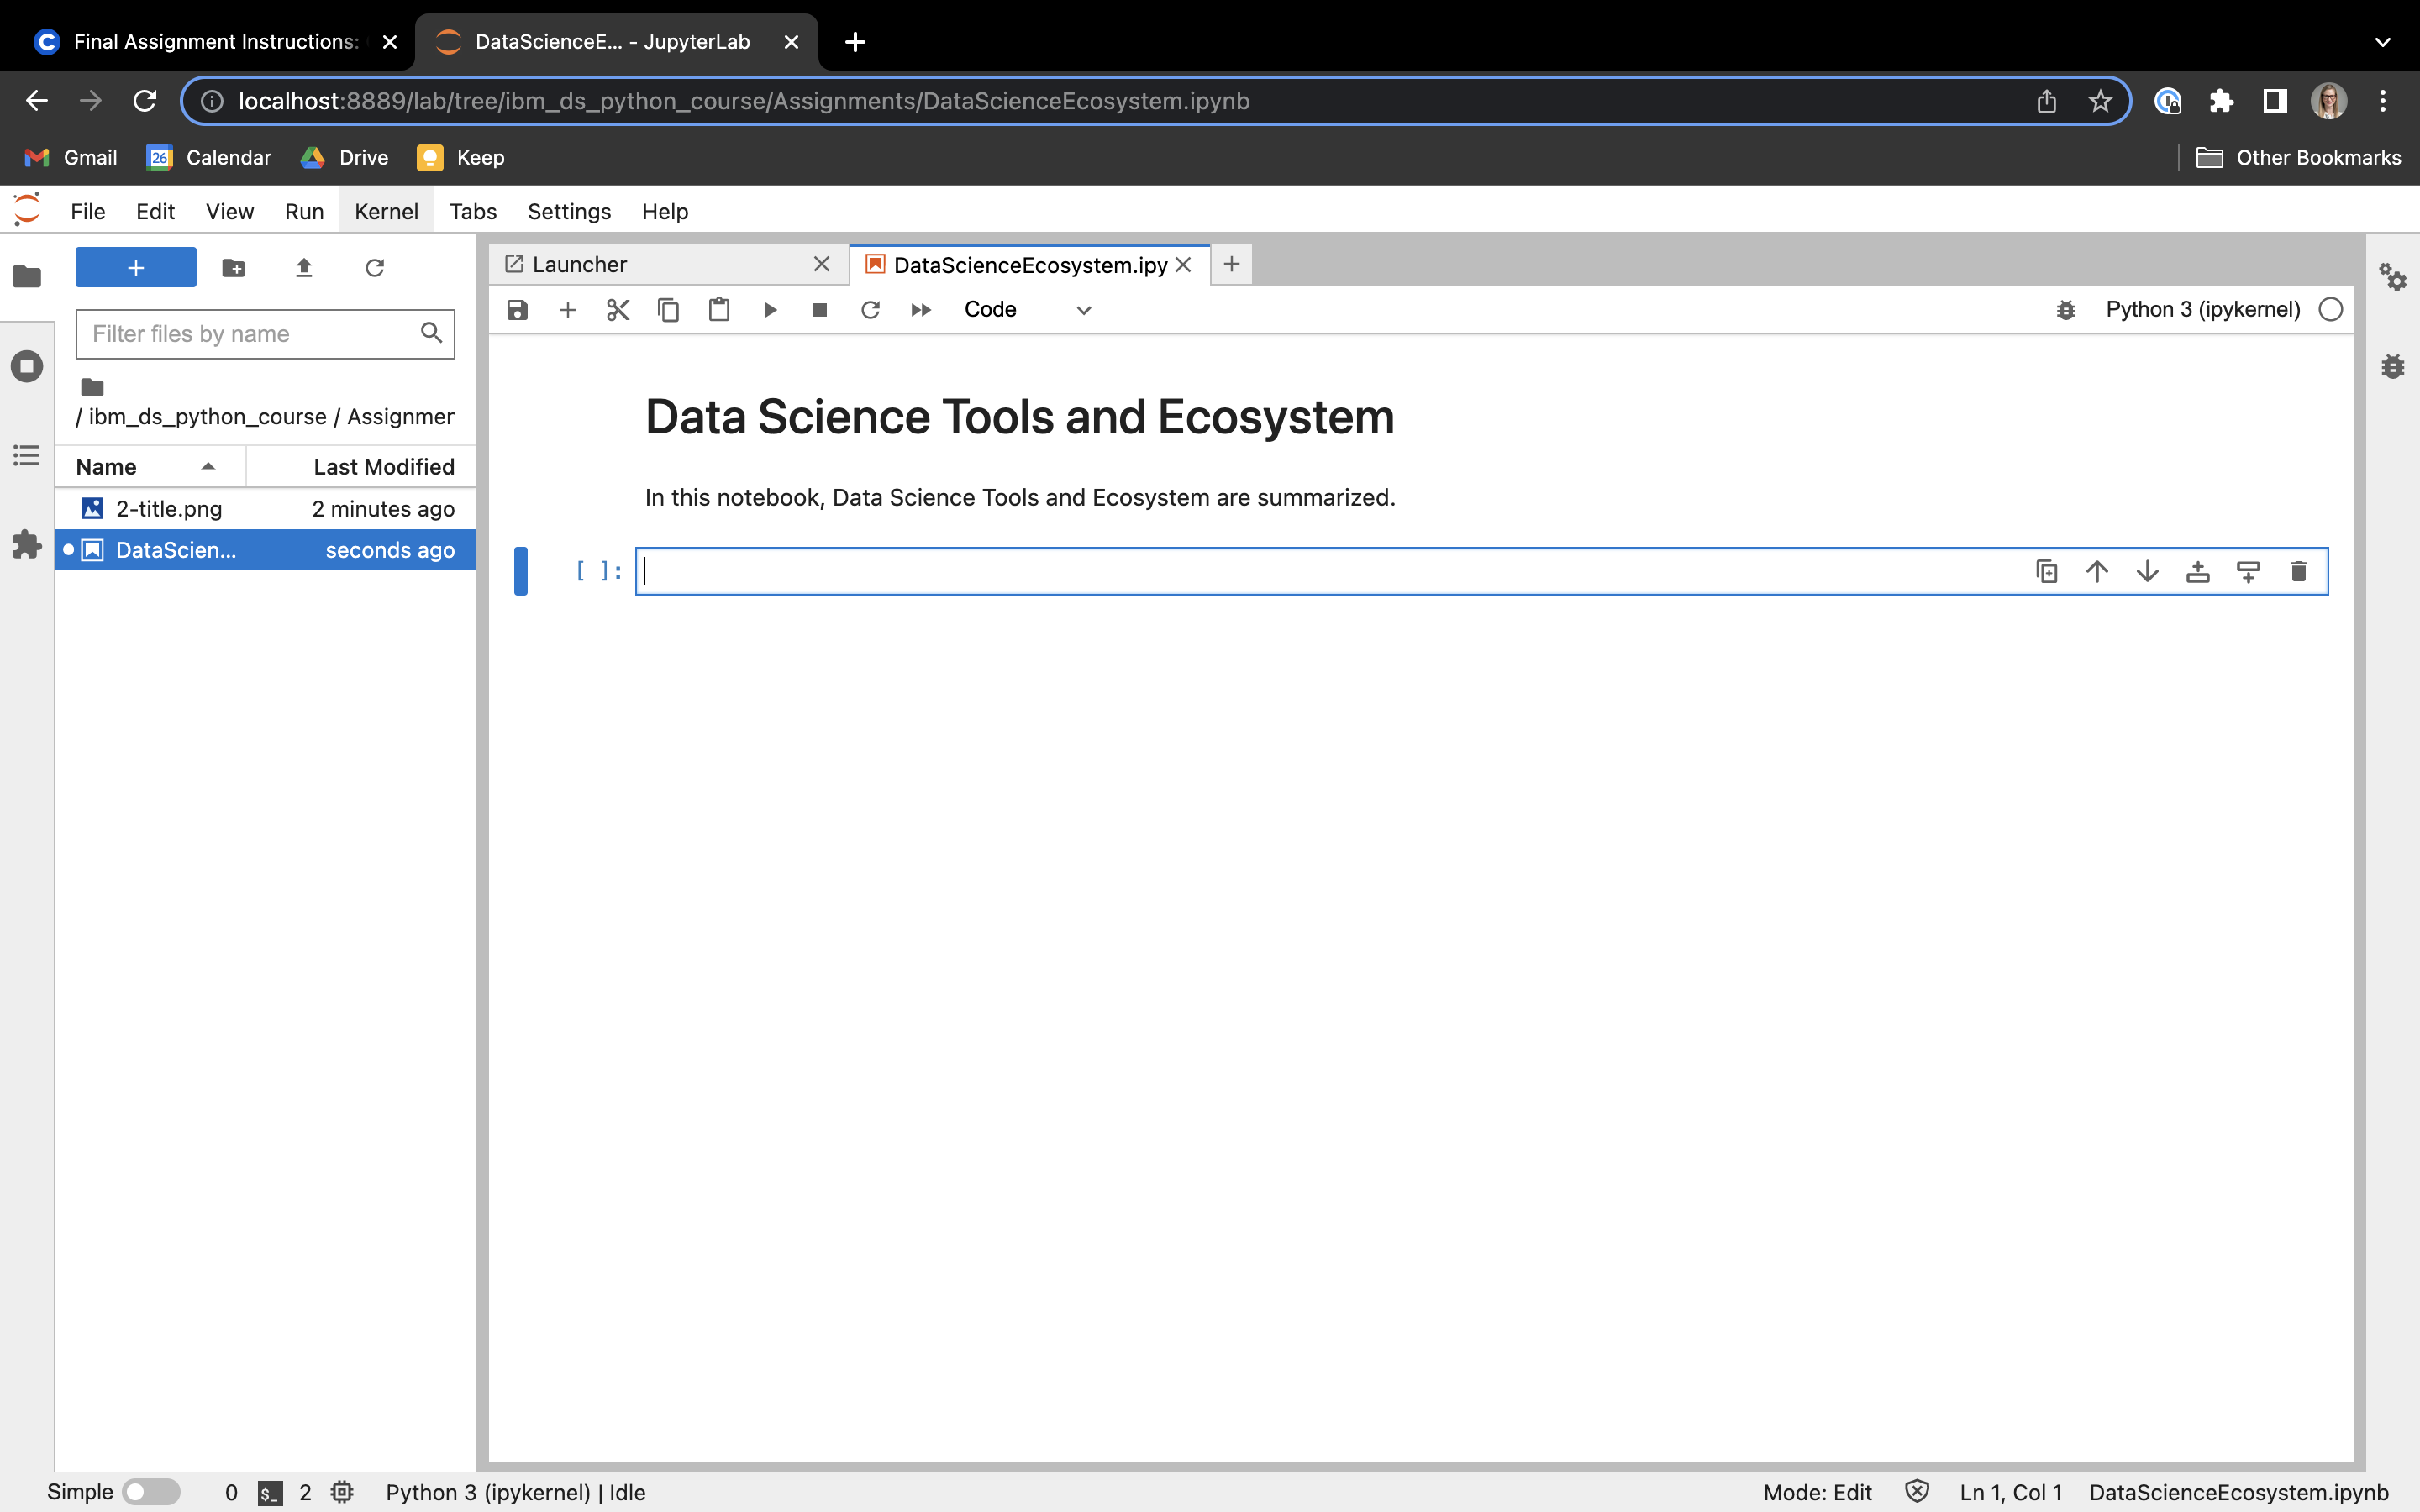 Final Assignment Instructions:
DataScienceE... - JupyterLab
localhost:8889/lab/tree/ibm_ds_python_course/Assignments/DataScienceEcosystem.ipynb
Gmail
26
Calendar
Drive
Keep
Other Bookmarks
File Edit View Run Kernel Tabs Settings Help
+
Filter files by name
/ ibm_ds_python_course / Assignmen
Name Last Modified
2-title.png 2 minutes ago
DataScien... seconds ago
Launcher
DataScienceEcosystem.ipy
Code
Python 3 (ipykernel)
Data Science Tools and Ecosystem
In this notebook, Data Science Tools and Ecosystem are summarized.
[ ]:
Simple 0 $_ 2 Python 3 (ipykernel) | Idle
Mode: Edit Ln 1, Col 1 DataScienceEcosystem.ipynb